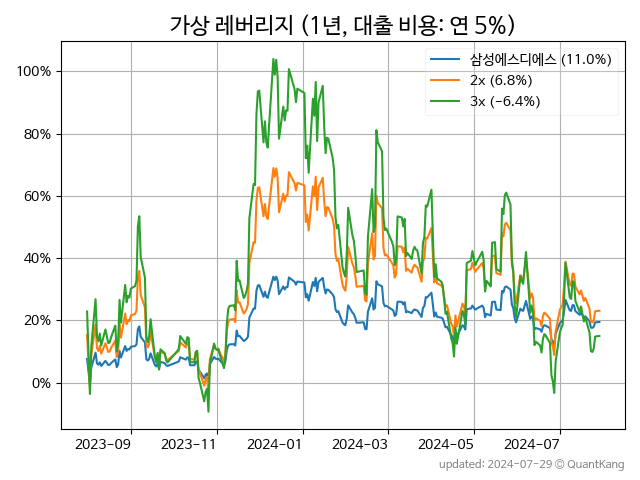 가상 레버리지 (1년, 대출 비용: 연 5%)
삼성에스디에스 (11.0%)
2x (6.8%)
3x (−6.4%)
100%
80%
60%
40%
20%
0%
2023-09 2023-11 2024-01 2024-03 2024-05 2024-07
updated: 2024-07-29 © QuantKang